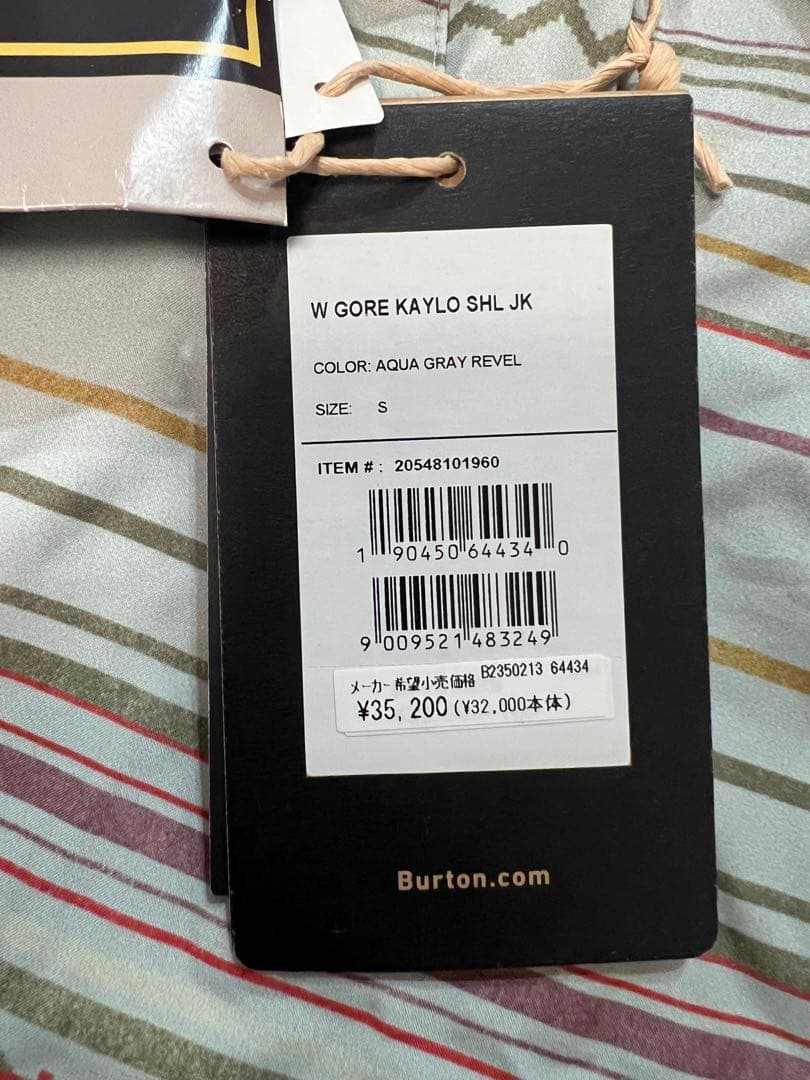 W GORE KAYLO SHL JK
COLOR: AQUA GRAY REVEL
SIZE: S
ITEM # : 20548101960
1 90450 64434 0
9 009521 483249
メーカー希望小売価格 B2350213 64434
¥35,200(¥32,000本体)
Burton.com